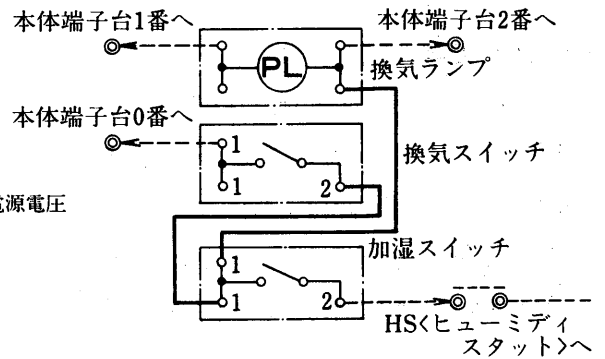 本体端子台1番へ
本体端子台2番へ
PL
換気ランプ
本体端子台0番へ
1
換気スイッチ
1
2
電源電圧
加湿スイッチ
1
1
2
HS<ヒューミディ
スタット>へ